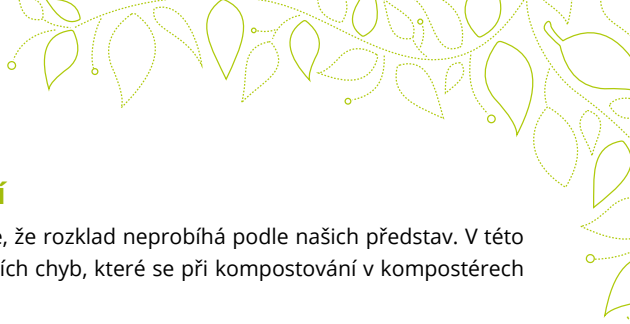 í
, že rozklad neprobíhá podle našich představ. V této
ích chyb, které se při kompostování v kompostérech